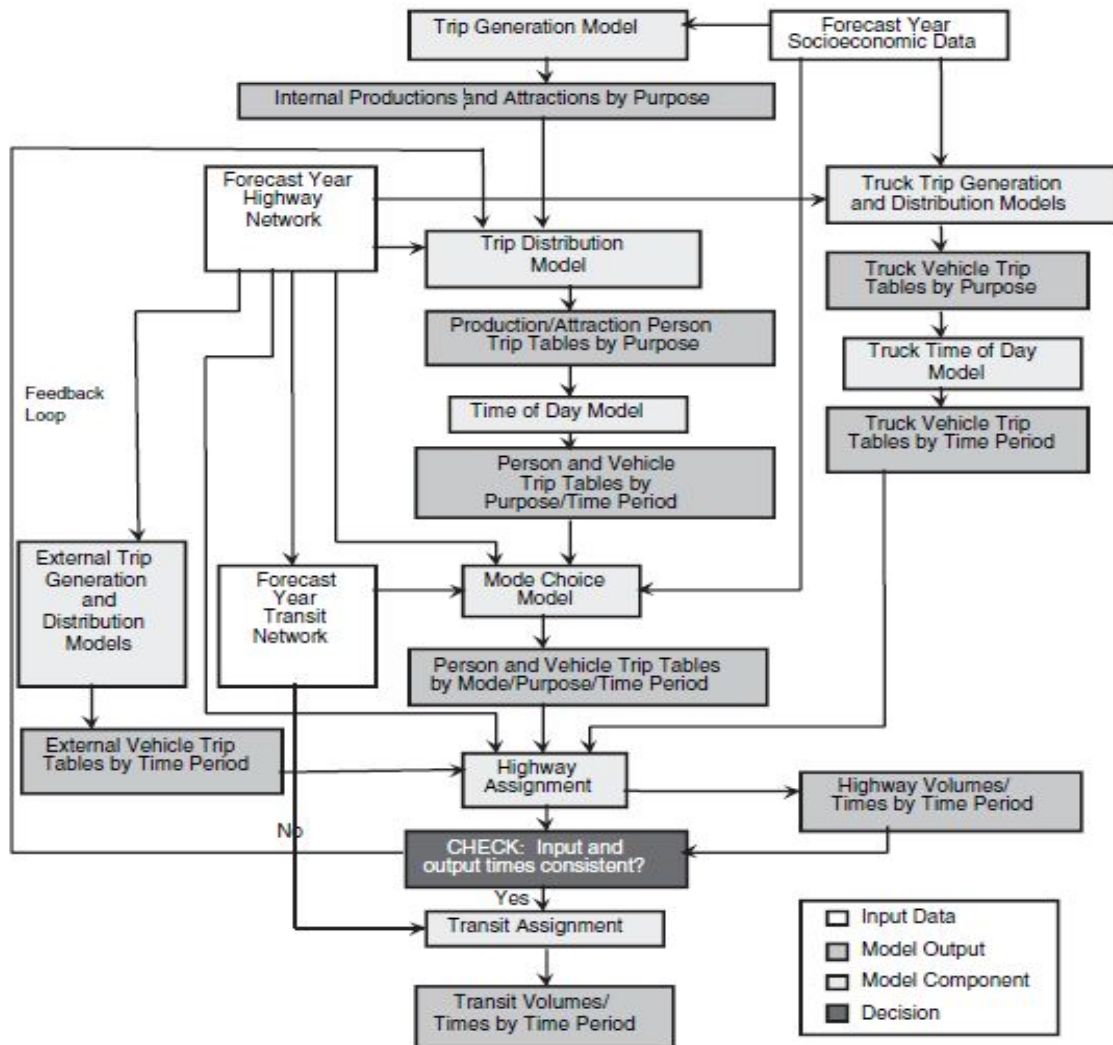 Trip Generation Model
Forecast Year
Socioeconomic Data
Internal Productions and Attractions by Purpose
Forecast Year
Highway
Network
Truck Trip Generation
and Distribution Models
Trip Distribution
Model
Truck Vehicle Trip
Tables by Purpose
Production/Attraction Person
Trip Tables by Purpose
Truck Time of Day
Model
Feedback
Loop
Time of Day Model
Truck Vehicle Trip
Tables by Time Period
Person and Vehicle
Trip Tables by
Purpose/Time Period
External Trip
Generation
and
Distribution
Models
Forecast
Year
Transit
Network
Mode Choice
Model
Person and Vehicle Trip Tables
by Mode/Purpose/Time Period
External Vehicle Trip
Tables by Time Period
Highway
Assignment
Highway Volumes/
Times by Time Period
No
CHECK: Input and
output times consistent?
Yes
Transit Assignment
Transit Volumes/
Times by Time Period
Input Data
Model Output
Model Component
Decision